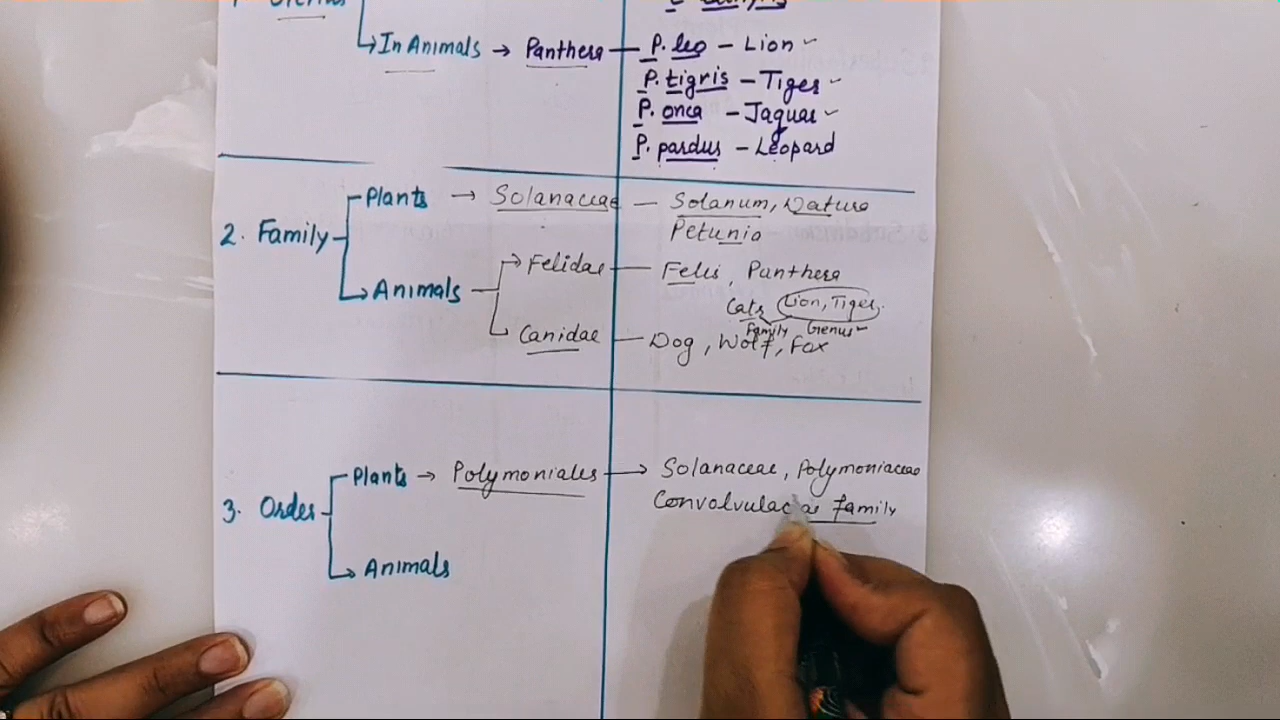 In Animals → Panthera — P. leo – Lion
P. tigris – Tiger
P. onca – Jaguar
P. pardus – Leopard
2. Family
Plants → Solanaceae — Solanum, Datura
Petunia
Animals
Felidae — Felis, Panthera
Cats Lion, Tiger,
Family Genus
Canidae — Dog, Wolf, Fox
3. Order
Plants → Polymoniales → Solanaceae, Polymoniaceae
Family
Animals